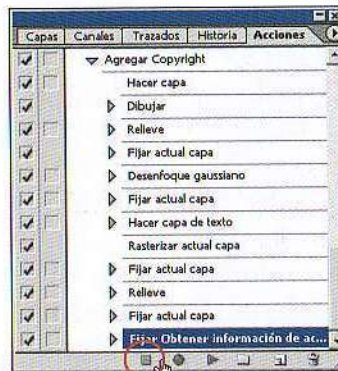 Capas Canales Trazados Historia Acciones
Agregar Copyright
Hacer capa
Dibujar
Relieve
Fijar actual capa
Desenfoque gaussiano
Fijar actual capa
Hacer capa de texto
Rasterizar actual capa
Fijar actual capa
Relieve
Fijar actual capa
Fijar Obtener información de ac...